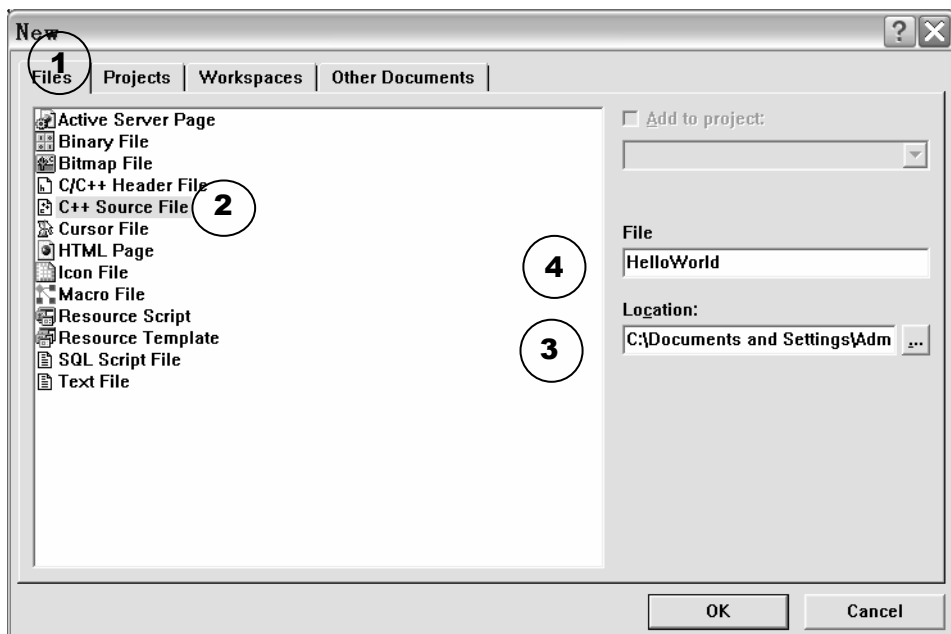 New
1
Files Projects Workspaces Other Documents
Active Server Page
Binary File
Bitmap File
C/C++ Header File
C++ Source File
2
Cursor File
HTML Page
Icon File
Macro File
Resource Script
Resource Template
SQL Script File
Text File
Add to project:
File
4
HelloWorld
Location:
3
C:\Documents and Settings\Adm ...
OK Cancel